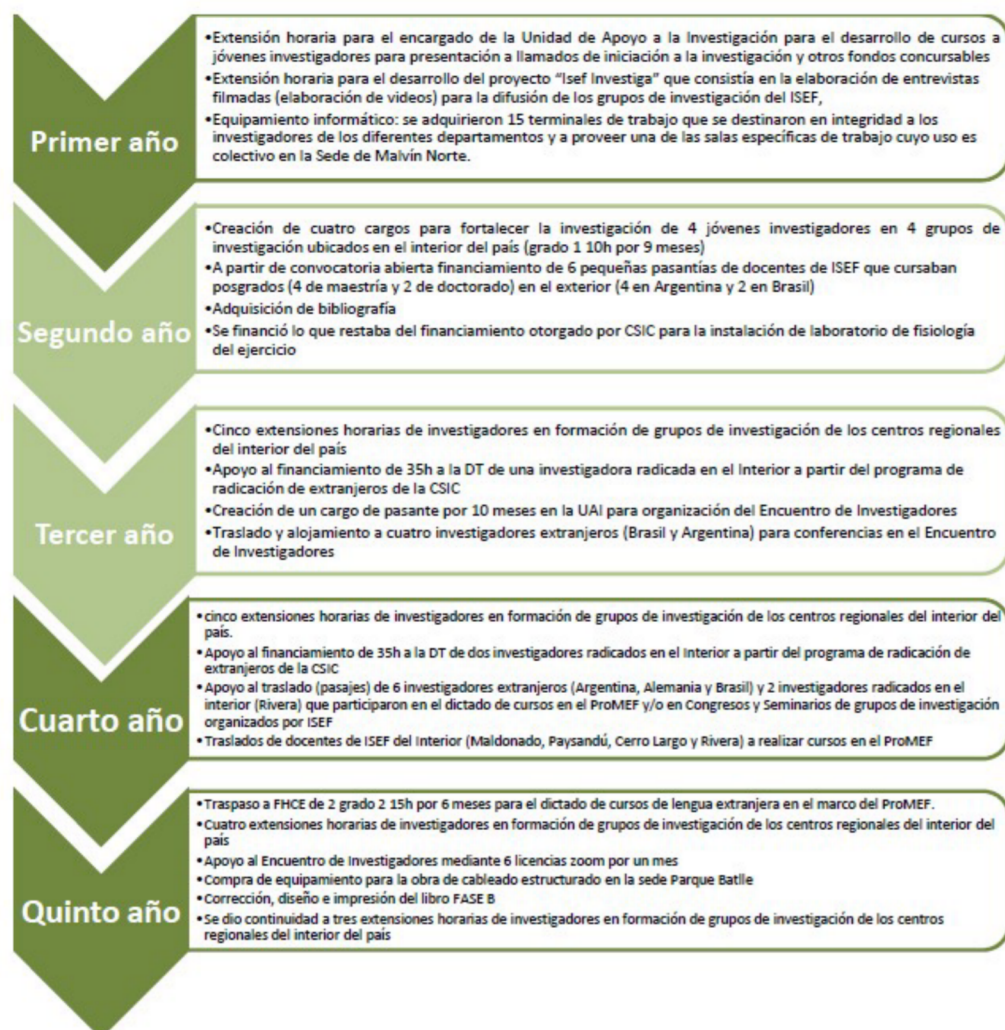 Primer año
•Extensión horaria para el encargado de la Unidad de Apoyo a la Investigación para el desarrollo de cursos a
jóvenes investigadores para presentación a llamados de iniciación a la investigación y otros fondos concursables
•Extensión horaria para el desarrollo del proyecto "Isef Investiga" que consistía en la elaboración de entrevistas
filmadas (elaboración de videos) para la difusión de los grupos de investigación del ISEF,
•Equipamiento informático: se adquirieron 15 terminales de trabajo que se destinaron en integridad a los
investigadores de los diferentes departamentos y a proveer una de las salas específicas de trabajo cuyo uso es
colectivo en la Sede de Malvín Norte.
Segundo año
•Creación de cuatro cargos para fortalecer la investigación de 4 jóvenes investigadores en 4 grupos de
investigación ubicados en el interior del país (grado 1 10h por 9 meses)
•A partir de convocatoria abierta financiamiento de 6 pequeñas pasantías de docentes de ISEF que cursaban
posgrados (4 de maestría y 2 de doctorado) en el exterior (4 en Argentina y 2 en Brasil)
•Adquisición de bibliografía
•Se financió lo que restaba del financiamiento otorgado por CSIC para la instalación de laboratorio de fisiología
del ejercicio
Tercer año
•Cinco extensiones horarias de investigadores en formación de grupos de investigación de los centros regionales
del interior del país
•Apoyo al financiamiento de 35h a la DT de una investigadora radicada en el Interior a partir del programa de
radicación de extranjeros de la CSIC
•Creación de un cargo de pasante por 10 meses en la UAI para organización del Encuentro de Investigadores
•Traslado y alojamiento a cuatro investigadores extranjeros (Brasil y Argentina) para conferencias en el Encuentro
de Investigadores
Cuarto año
•cinco extensiones horarias de investigadores en formación de grupos de investigación de los centros regionales del interior del
país.
•Apoyo al financiamiento de 35h a la DT de dos investigadores radicados en el Interior a partir del programa de radicación de
extranjeros de la CSIC
•Apoyo al traslado (pasajes) de 6 investigadores extranjeros (Argentina, Alemania y Brasil) y 2 investigadores radicados en el
interior (Rivera) que participaron en el dictado de cursos en el ProMEF y/o en Congresos y Seminarios de grupos de investigación
organizados por ISEF
•Traslados de docentes de ISEF del Interior (Maldonado, Paysandú, Cerro Largo y Rivera) a realizar cursos en el ProMEF
Quinto año
•Traspaso a FHCE de 2 grado 2 15h por 6 meses para el dictado de cursos de lengua extranjera en el marco del ProMEF.
•Cuatro extensiones horarias de investigadores en formación de grupos de investigación de los centros regionales del interior del
país
•Apoyo al Encuentro de Investigadores mediante 6 licencias zoom por un mes
•Compra de equipamiento para la obra de cableado estructurado en la sede Parque Batlle
•Corrección, diseño e impresión del libro FASE B
•Se dio continuidad a tres extensiones horarias de investigadores en formación de grupos de investigación de los centros
regionales del interior del país